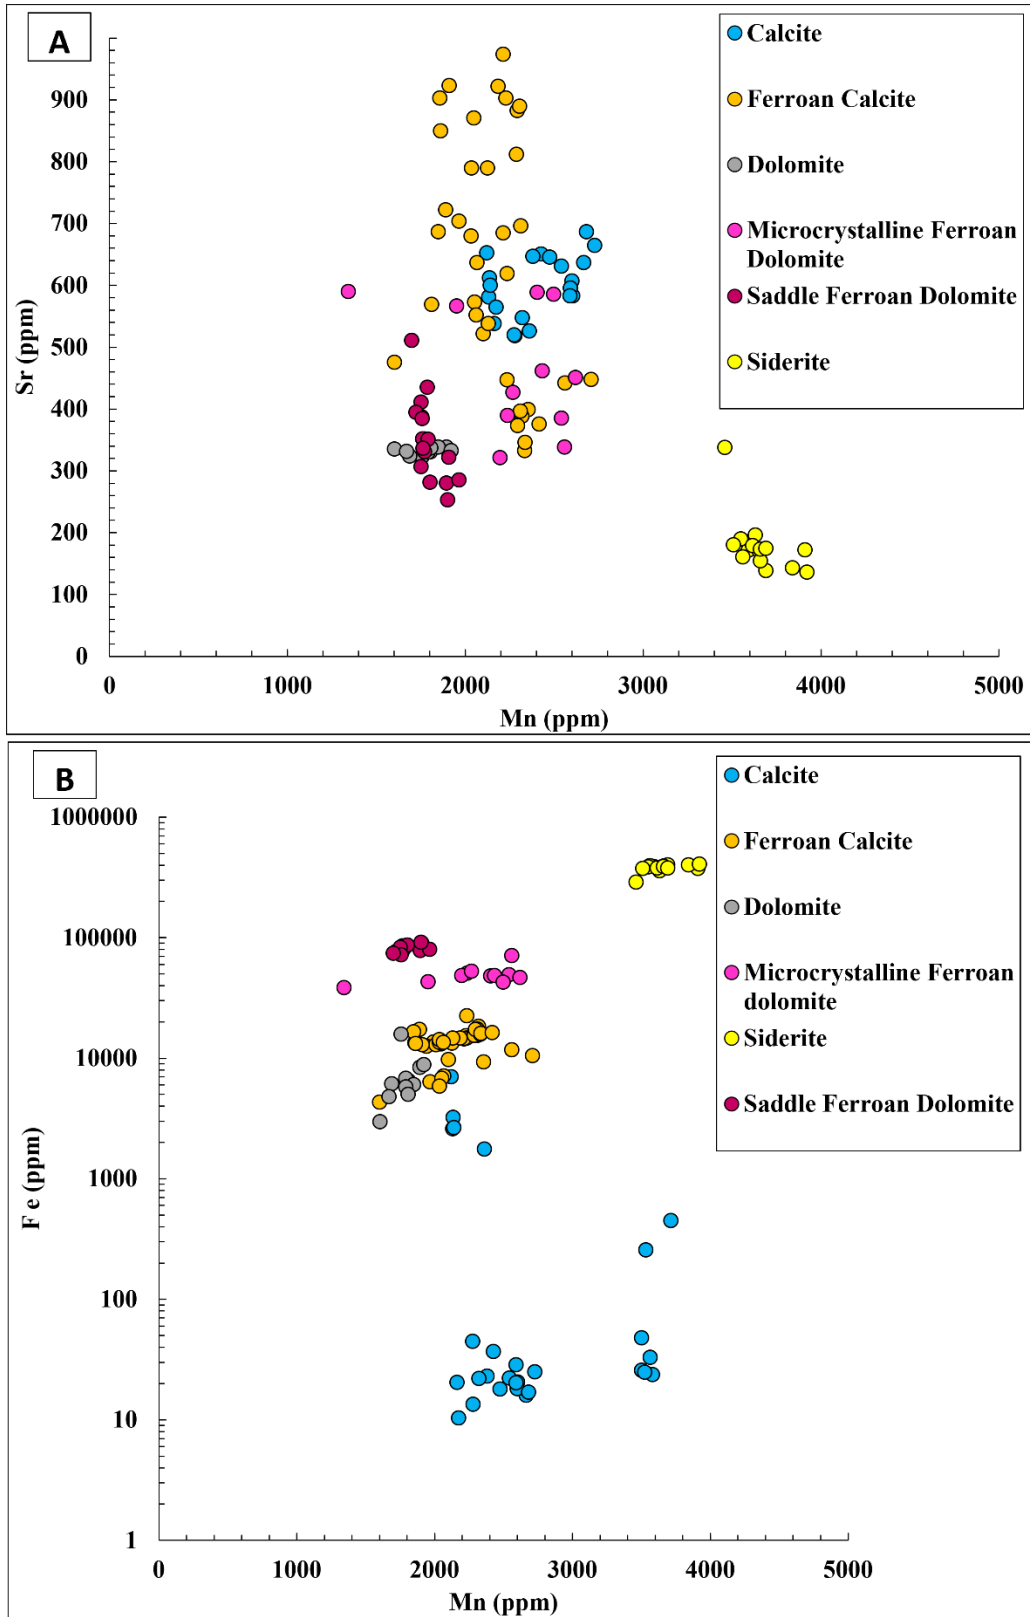 A
Calcite
Ferroan Calcite
Dolomite
Microcrystalline Ferroan
Dolomite
Saddle Ferroan Dolomite
Siderite
900
800
700
600
500
400
300
200
100
0
Sr (ppm)
0 1000 2000 3000 4000 5000
Mn (ppm)
B
Calcite
Ferroan Calcite
Dolomite
Microcrystalline Ferroan
dolomite
Siderite
Saddle Ferroan Dolomite
1000000
100000
10000
1000
100
10
1
Fe (ppm)
0 1000 2000 3000 4000 5000
Mn (ppm)